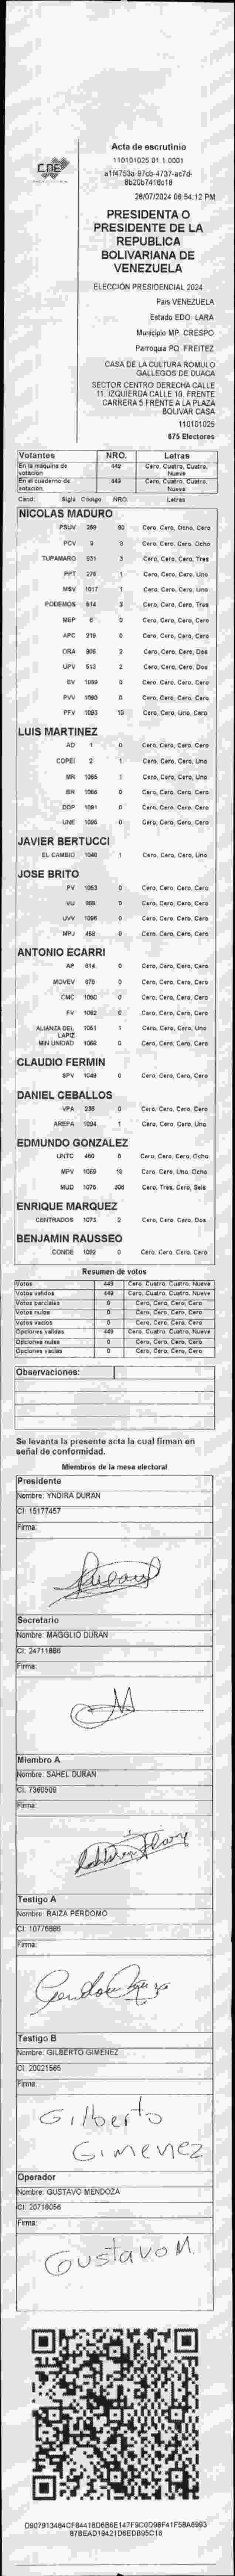 CNE
Acta de escrutinio
110101025.01.1.0001
a1f4753a-97cb-4737-ac7d-
8b20b7416c18
28/07/2024 06:54:12 PM
PRESIDENTA O
PRESIDENTE DE LA
REPUBLICA
BOLIVARIANA DE
VENEZUELA
ELECCIÓN PRESIDENCIAL 2024
País VENEZUELA
Estado EDO. LARA
Municipio MP. CRESPO
Parroquia PQ. FREITEZ
CASA DE LA CULTURA ROMULO
GALLEGOS DE DUACA
SECTOR CENTRO DERECHA CALLE
11. IZQUIERDA CALLE 10. FRENTE
CARRERA 5 FRENTE A LA PLAZA
BOLIVAR CASA
110101025
675 Electores
Votantes NRO. Letras
En la máquina de votación 449 Cero, Cuatro, Cuatro, Nueve
En el cuaderno de votación 449 Cero, Cuatro, Cuatro, Nueve
Cand. Sigla Código NRO. Letras
NICOLAS MADURO
PSUV 269 80 Cero, Cero, Ocho, Cero
PCV 9 8 Cero, Cero, Cero, Ocho
TUPAMARO 931 3 Cero, Cero, Cero, Tres
PPT 276 1 Cero, Cero, Cero, Uno
MSV 1017 1 Cero, Cero, Cero, Uno
PODEMOS 514 3 Cero, Cero, Cero, Tres
MEP 6 0 Cero, Cero, Cero, Cero
APC 219 0 Cero, Cero, Cero, Cero
ORA 906 2 Cero, Cero, Cero, Dos
UPV 513 2 Cero, Cero, Cero, Dos
EV 1089 0 Cero, Cero, Cero, Cero
PVV 1090 0 Cero, Cero, Cero, Cero
PFV 1093 10 Cero, Cero, Uno, Cero
LUIS MARTINEZ
AD 1 0 Cero, Cero, Cero, Cero
COPEI 2 1 Cero, Cero, Cero, Uno
MR 1065 1 Cero, Cero, Cero, Uno
BR 1066 0 Cero, Cero, Cero, Cero
DDP 1091 0 Cero, Cero, Cero, Cero
UNE 1096 0 Cero, Cero, Cero, Cero
JAVIER BERTUCCI
EL CAMBIO 1048 1 Cero, Cero, Cero, Uno
JOSE BRITO
PV 1053 0 Cero, Cero, Cero, Cero
VU 968 0 Cero, Cero, Cero, Cero
UVV 1098 0 Cero, Cero, Cero, Cero
MPJ 458 0 Cero, Cero, Cero, Cero
ANTONIO ECARRI
AP 614 0 Cero, Cero, Cero, Cero
MOVEV 979 0 Cero, Cero, Cero, Cero
CMC 1060 0 Cero, Cero, Cero, Cero
FV 1062 0 Cero, Cero, Cero, Cero
ALIANZA DEL LAPIZ 1051 1 Cero, Cero, Cero, Uno
MIN UNIDAD 1068 0 Cero, Cero, Cero, Cero
CLAUDIO FERMIN
SPV 1049 0 Cero, Cero, Cero, Cero
DANIEL CEBALLOS
VPA 236 0 Cero, Cero, Cero, Cero
AREPA 1094 1 Cero, Cero, Cero, Uno
EDMUNDO GONZALEZ
UNTC 460 8 Cero, Cero, Cero, Ocho
MPV 1069 18 Cero, Cero, Uno, Ocho
MUD 1076 306 Cero, Tres, Cero, Seis
ENRIQUE MARQUEZ
CENTRADOS 1073 2 Cero, Cero, Cero, Dos
BENJAMIN RAUSSEO
CONDE 1092 0 Cero, Cero, Cero, Cero
Resumen de votos
Votos 449 Cero, Cuatro, Cuatro, Nueve
Votos validos 449 Cero, Cuatro, Cuatro, Nueve
Votos parciales 0 Cero, Cero, Cero, Cero
Votos nulos 0 Cero, Cero, Cero, Cero
Votos vacíos 0 Cero, Cero, Cero, Cero
Opciones validas 449 Cero, Cuatro, Cuatro, Nueve
Opciones nulas 0 Cero, Cero, Cero, Cero
Opciones vacías 0 Cero, Cero, Cero, Cero
Observaciones:
Se levanta la presente acta la cual firman en
señal de conformidad.
Miembros de la mesa electoral
Presidente
Nombre: YNDIRA DURAN
CI: 15177457
Firma:
Secretario
Nombre: MAGGLIO DURAN
CI: 24711886
Firma:
Miembro A
Nombre: SAHEL DURAN
CI: 7360509
Firma:
Testigo A
Nombre: RAIZA PERDOMO
CI: 10776886
Firma:
Testigo B
Nombre: GILBERTO GIMENEZ
CI: 20021565
Firma:
Gilberto
Gimenez
Operador
Nombre: GUSTAVO MENDOZA
CI: 20718056
Firma:
Gustavo M.
D907913484CF84418D6B6E147F9C0D98F41F58A6993
97BEAD19421D6EDB95C16